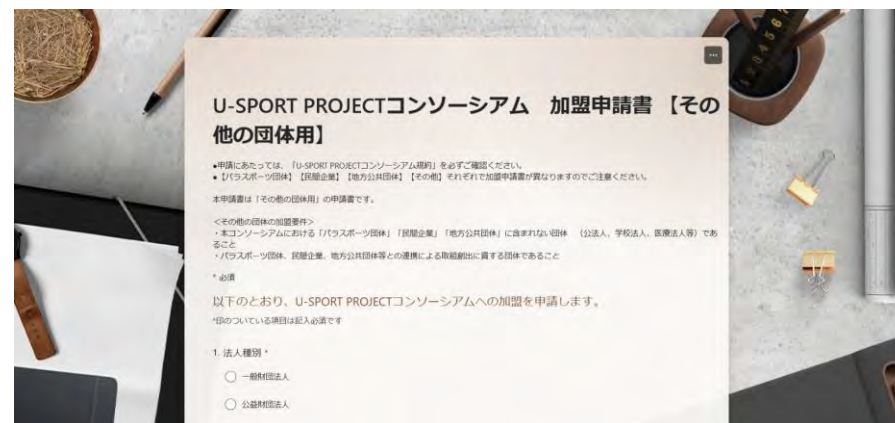 U-SPORT PROJECTコンソーシアム 加盟申請書 【その
他の団体用】
●申請にあたっては、「U-SPORT PROJECTコンソーシアム規約」を必ずご確認ください。
●【パラスポーツ団体】【民間企業】【地方公共団体】【その他】それぞれで加盟申請書が異なりますのでご注意ください。
本申請書は「その他の団体用」の申請書です。
<その他の団体の加盟要件>
・本コンソーシアムにおける「パラスポーツ団体」「民間企業」「地方公共団体」に含まれない団体 （公法人、学校法人、医療法人等）であ
ること
・パラスポーツ団体、民間企業、地方公共団体等との連携による取組創出に資する団体であること
* 必須
以下のとおり、U-SPORT PROJECTコンソーシアムへの加盟を申請します。
*印のついている項目は記入必須です
1. 法人種別 *
一般財団法人
公益財団法人